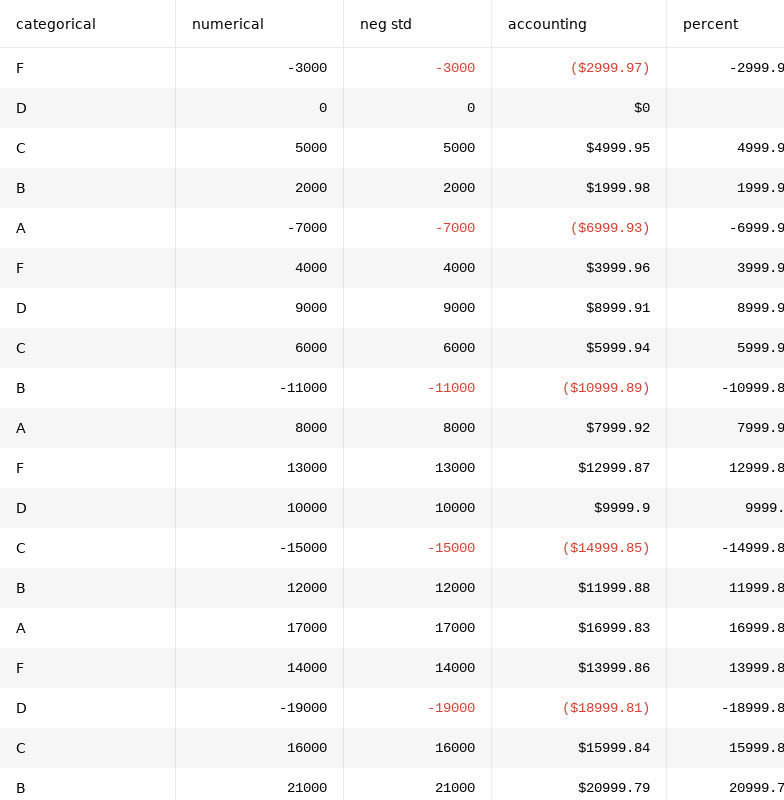 categorical numerical neg std accounting percent
F -3000 -3000 ($2999.97) -2999.9
D 0 0 $0
C 5000 5000 $4999.95 4999.9
B 2000 2000 $1999.98 1999.9
A -7000 -7000 ($6999.93) -6999.9
F 4000 4000 $3999.96 3999.9
D 9000 9000 $8999.91 8999.9
C 6000 6000 $5999.94 5999.9
B -11000 -11000 ($10999.89) -10999.8
A 8000 8000 $7999.92 7999.9
F 13000 13000 $12999.87 12999.8
D 10000 10000 $9999.9 9999.
C -15000 -15000 ($14999.85) -14999.8
B 12000 12000 $11999.88 11999.8
A 17000 17000 $16999.83 16999.8
F 14000 14000 $13999.86 13999.8
D -19000 -19000 ($18999.81) -18999.8
C 16000 16000 $15999.84 15999.8
B 21000 21000 $20999.79 20999.7